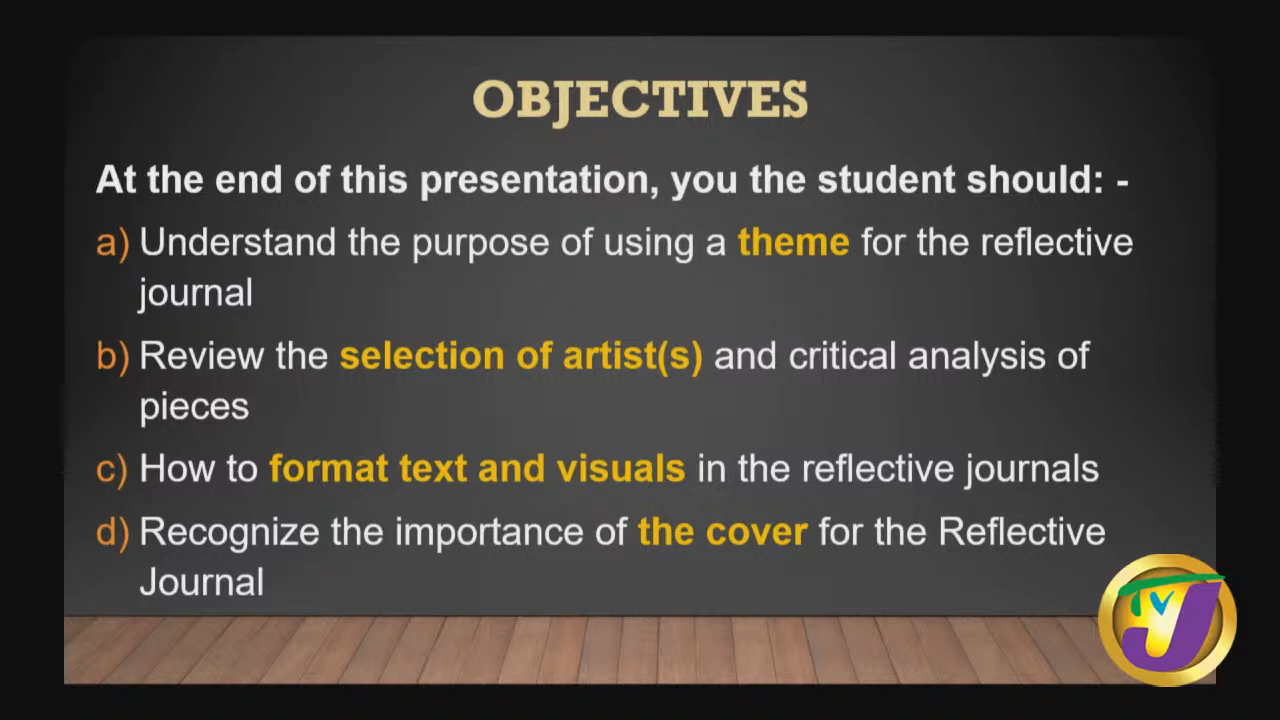 OBJECTIVES
At the end of this presentation, you the student should: -
a) Understand the purpose of using a theme for the reflective
journal
b) Review the selection of artist(s) and critical analysis of
pieces
c) How to format text and visuals in the reflective journals
d) Recognize the importance of the cover for the Reflective
Journal
TVJ